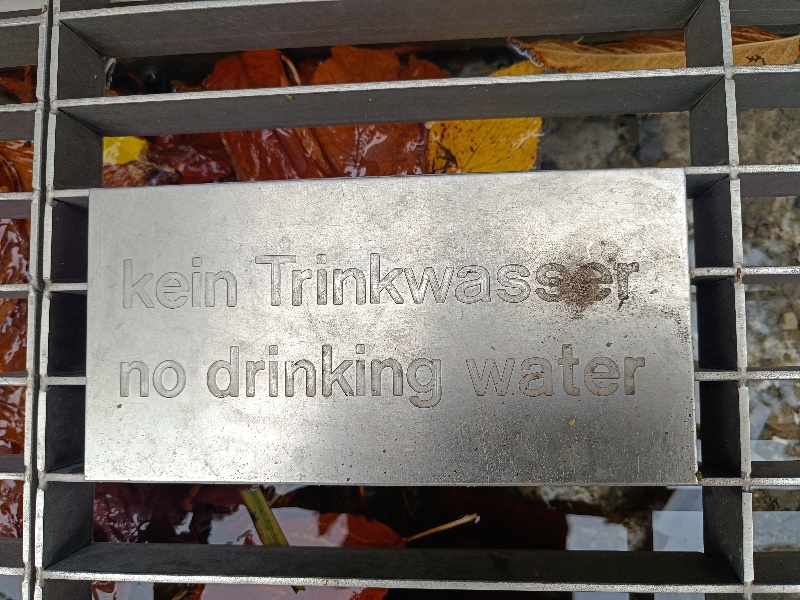 kein Trinkwasser
no drinking water